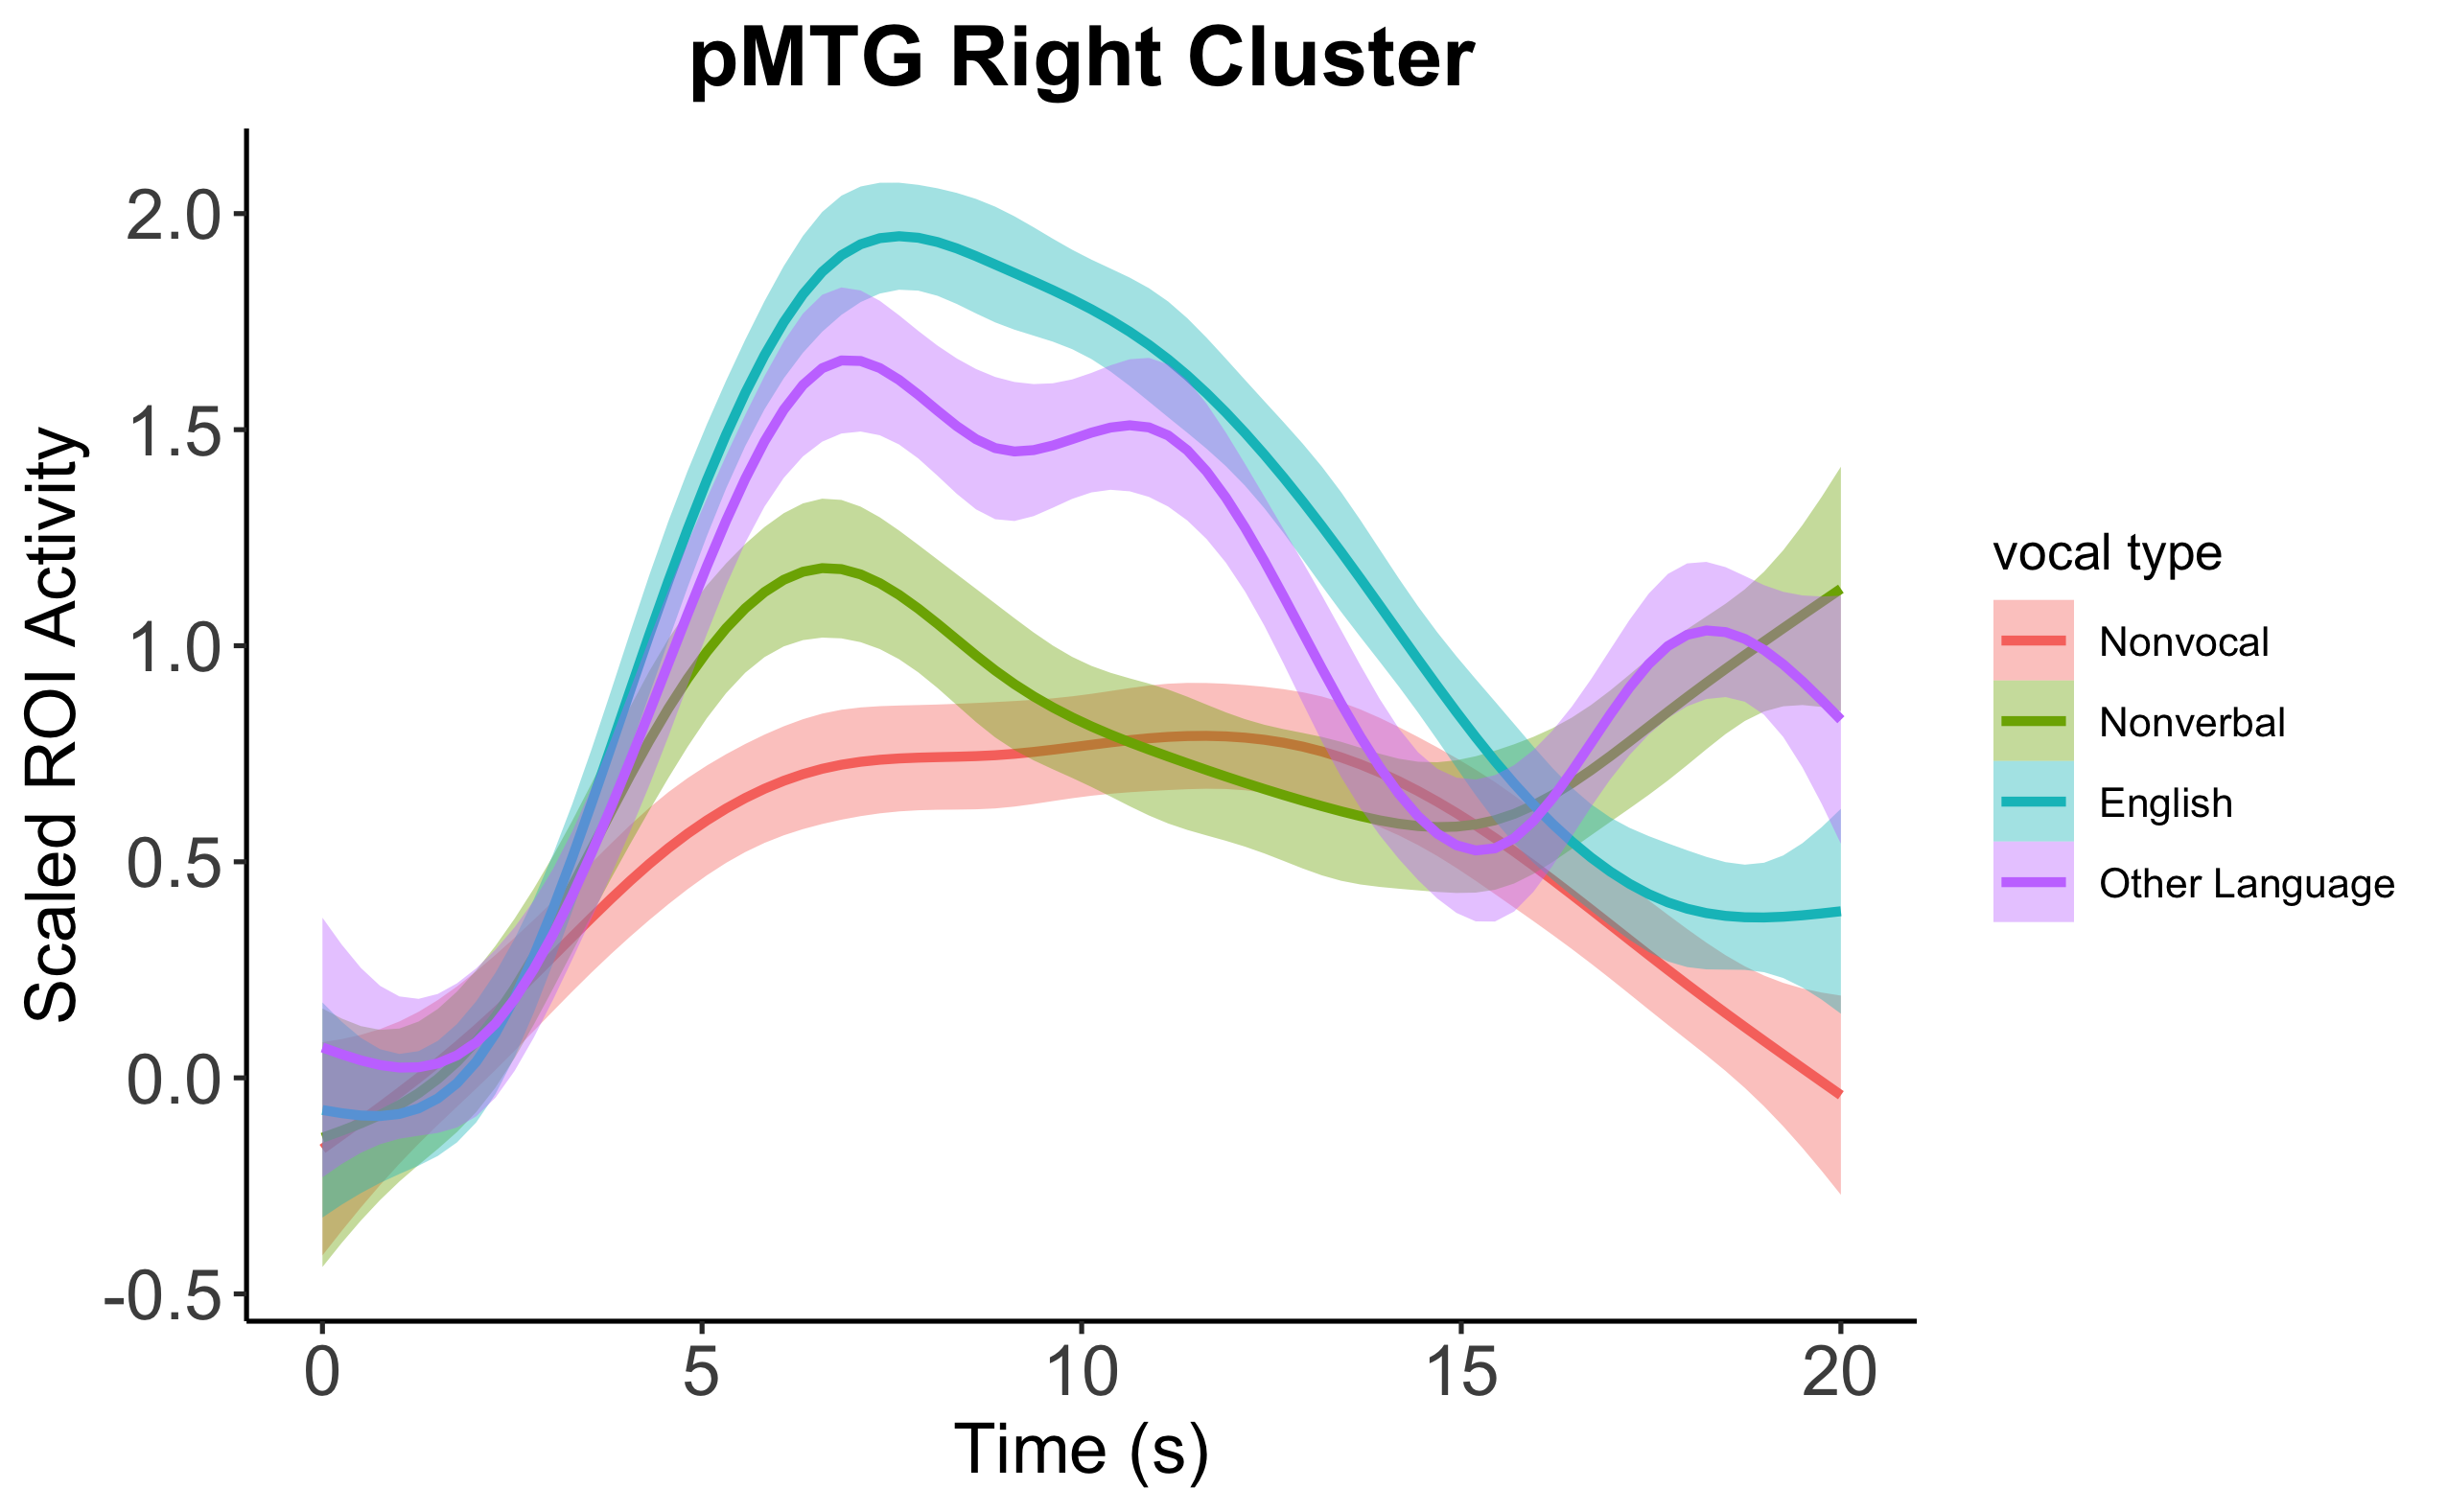 pMTG Right Cluster
Scaled ROI Activity
2.0
1.5
1.0
0.5
0.0
-0.5
0 5 10 15 20
Time (s)
vocal type
Nonvocal
Nonverbal
English
Other Language